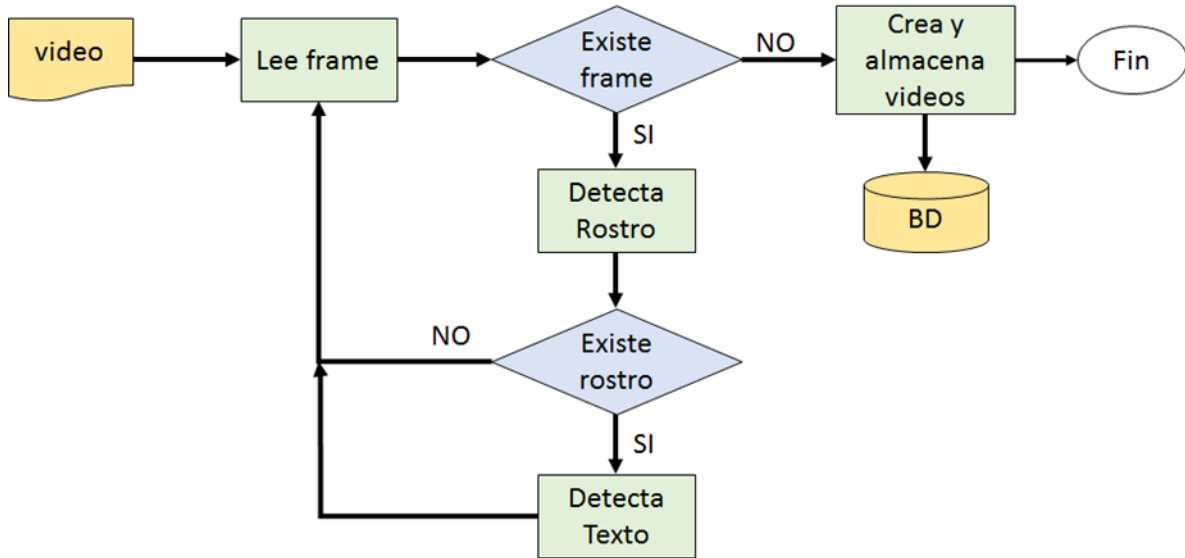 video
Lee frame
Existe
frame
NO
Crea y
almacena
videos
Fin
SI
Detecta
Rostro
BD
NO
Existe
rostro
SI
Detecta
Texto